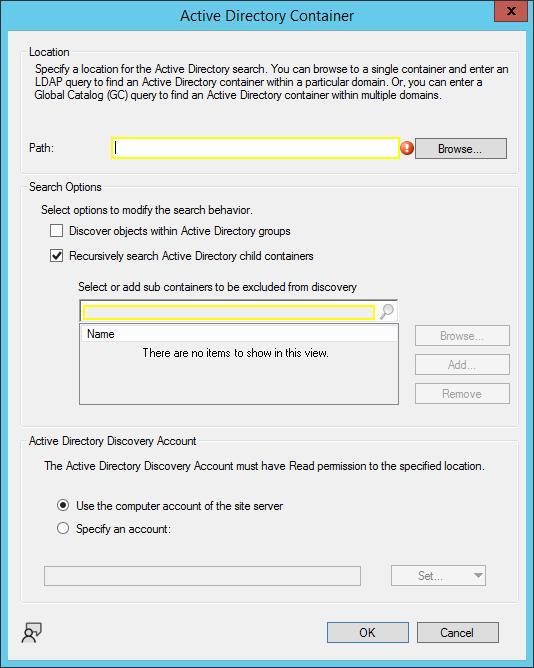 Active Directory Container
x
Location
Specify a location for the Active Directory search. You can browse to a single container and enter an
LDAP query to find an Active Directory container within a particular domain. Or, you can enter a
Global Catalog (GC) query to find an Active Directory container within multiple domains.
Path:
Browse...
Search Options
Select options to modify the search behavior.
Discover objects within Active Directory groups
Recursively search Active Directory child containers
Select or add sub containers to be excluded from discovery
Name
There are no items to show in this view.
Browse...
Add...
Remove
Active Directory Discovery Account
The Active Directory Discovery Account must have Read permission to the specified location.
Use the computer account of the site server
Specify an account:
Set...
OK
Cancel